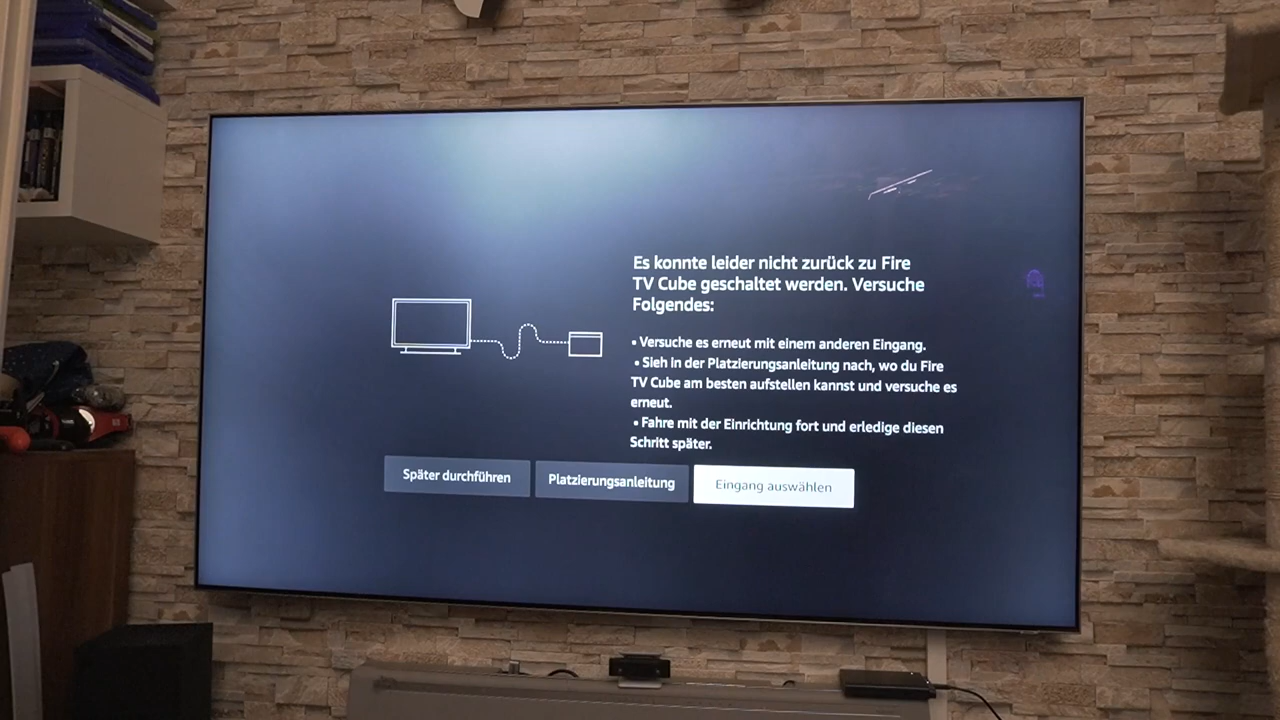 Es konnte leider nicht zurück zu Fire
TV Cube geschaltet werden. Versuche
Folgendes:
• Versuche es erneut mit einem anderen Eingang.
• Sieh in der Platzierungsanleitung nach, wo du Fire
TV Cube am besten aufstellen kannst und versuche es
erneut.
• Fahre mit der Einrichtung fort und erledige diesen
Schritt später.
Später durchführen
Platzierungsanleitung
Eingang auswählen